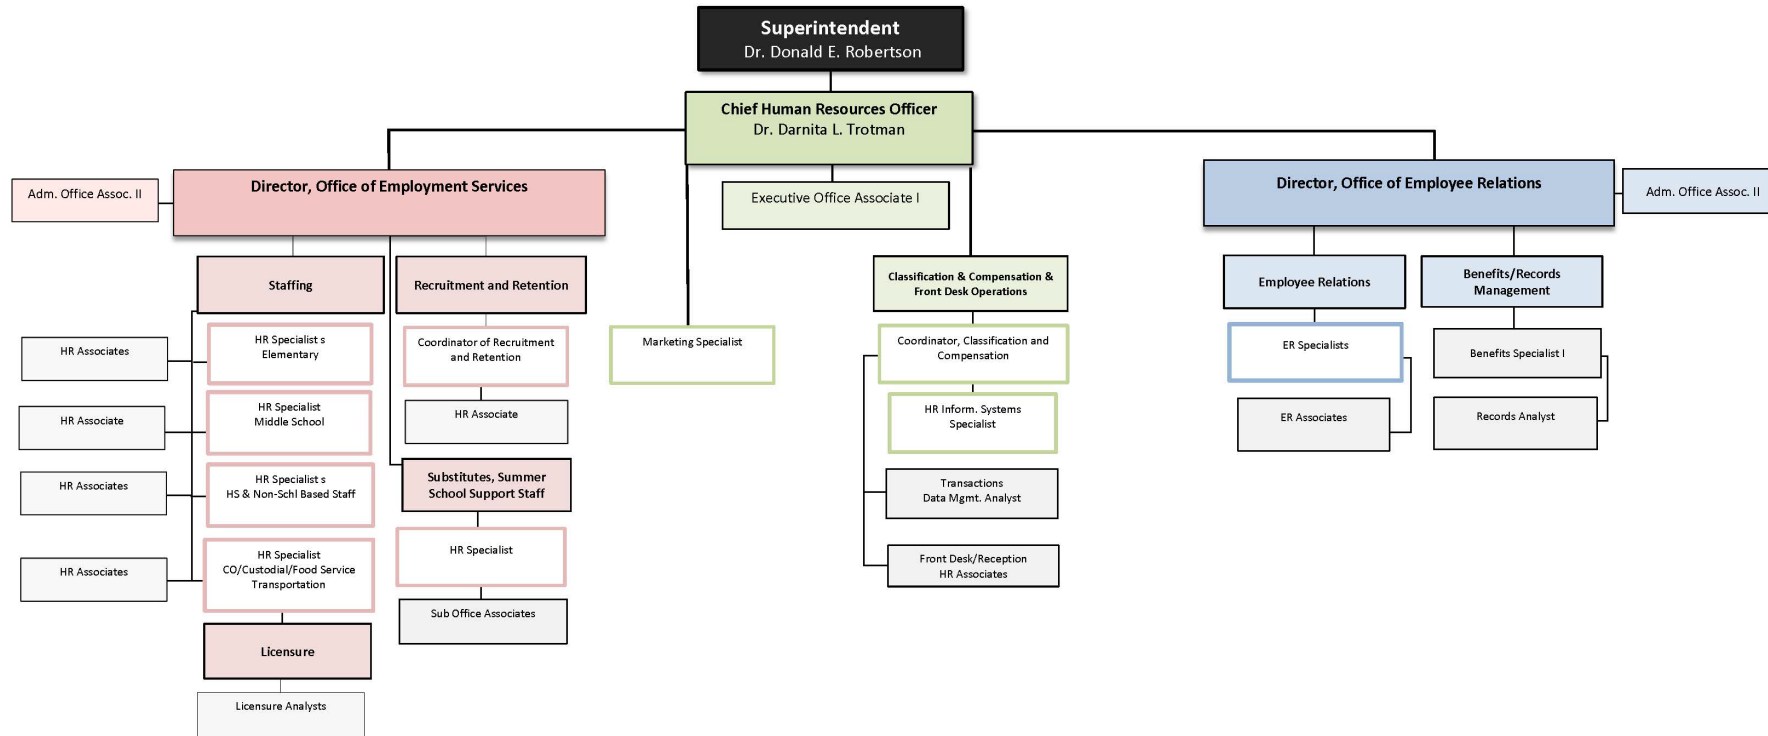 Superintendent
Dr. Donald E. Robertson
Chief Human Resources Officer
Dr. Darnita L. Trotman
Adm. Office Assoc. II
Director, Office of Employment Services
Executive Office Associate I
Director, Office of Employee Relations
Adm. Office Assoc. II
Staffing
Recruitment and Retention
Classification & Compensation &
Front Desk Operations
Employee Relations
Benefits/Records
Management
HR Associates
HR Specialist s
Elementary
Coordinator of Recruitment
and Retention
Marketing Specialist
Coordinator, Classification and
Compensation
ER Specialists
Benefits Specialist I
HR Associate
HR Specialist
Middle School
HR Associate
HR Inform. Systems
Specialist
ER Associates
Records Analyst
HR Associates
HR Specialist s
HS & Non-Schl Based Staff
Substitutes, Summer
School Support Staff
Transactions
Data Mgmt. Analyst
HR Associates
HR Specialist
CO/Custodial/Food Service
Transportation
HR Specialist
Front Desk/Reception
HR Associates
Sub Office Associates
Licensure
Licensure Analysts